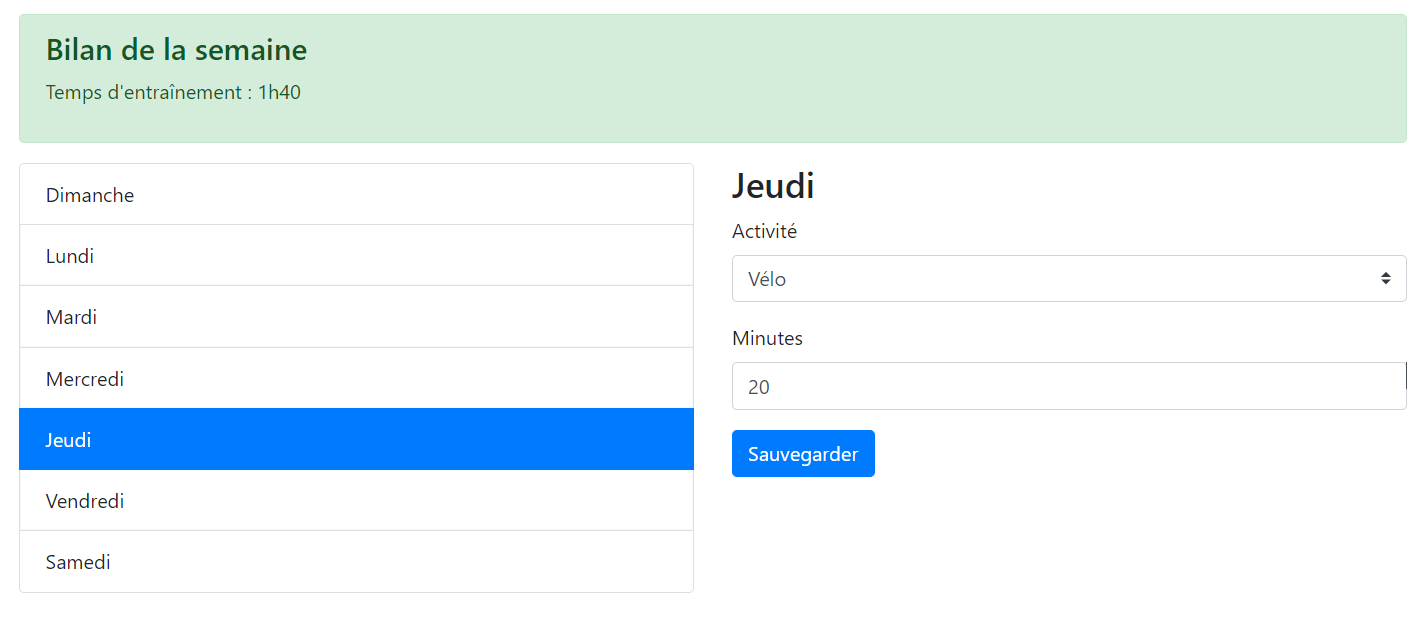 Bilan de la semaine
Temps d'entraînement : 1h40
Dimanche
Lundi
Mardi
Mercredi
Jeudi
Vendredi
Samedi
Jeudi
Activité
Vélo
Minutes
20
Sauvegarder